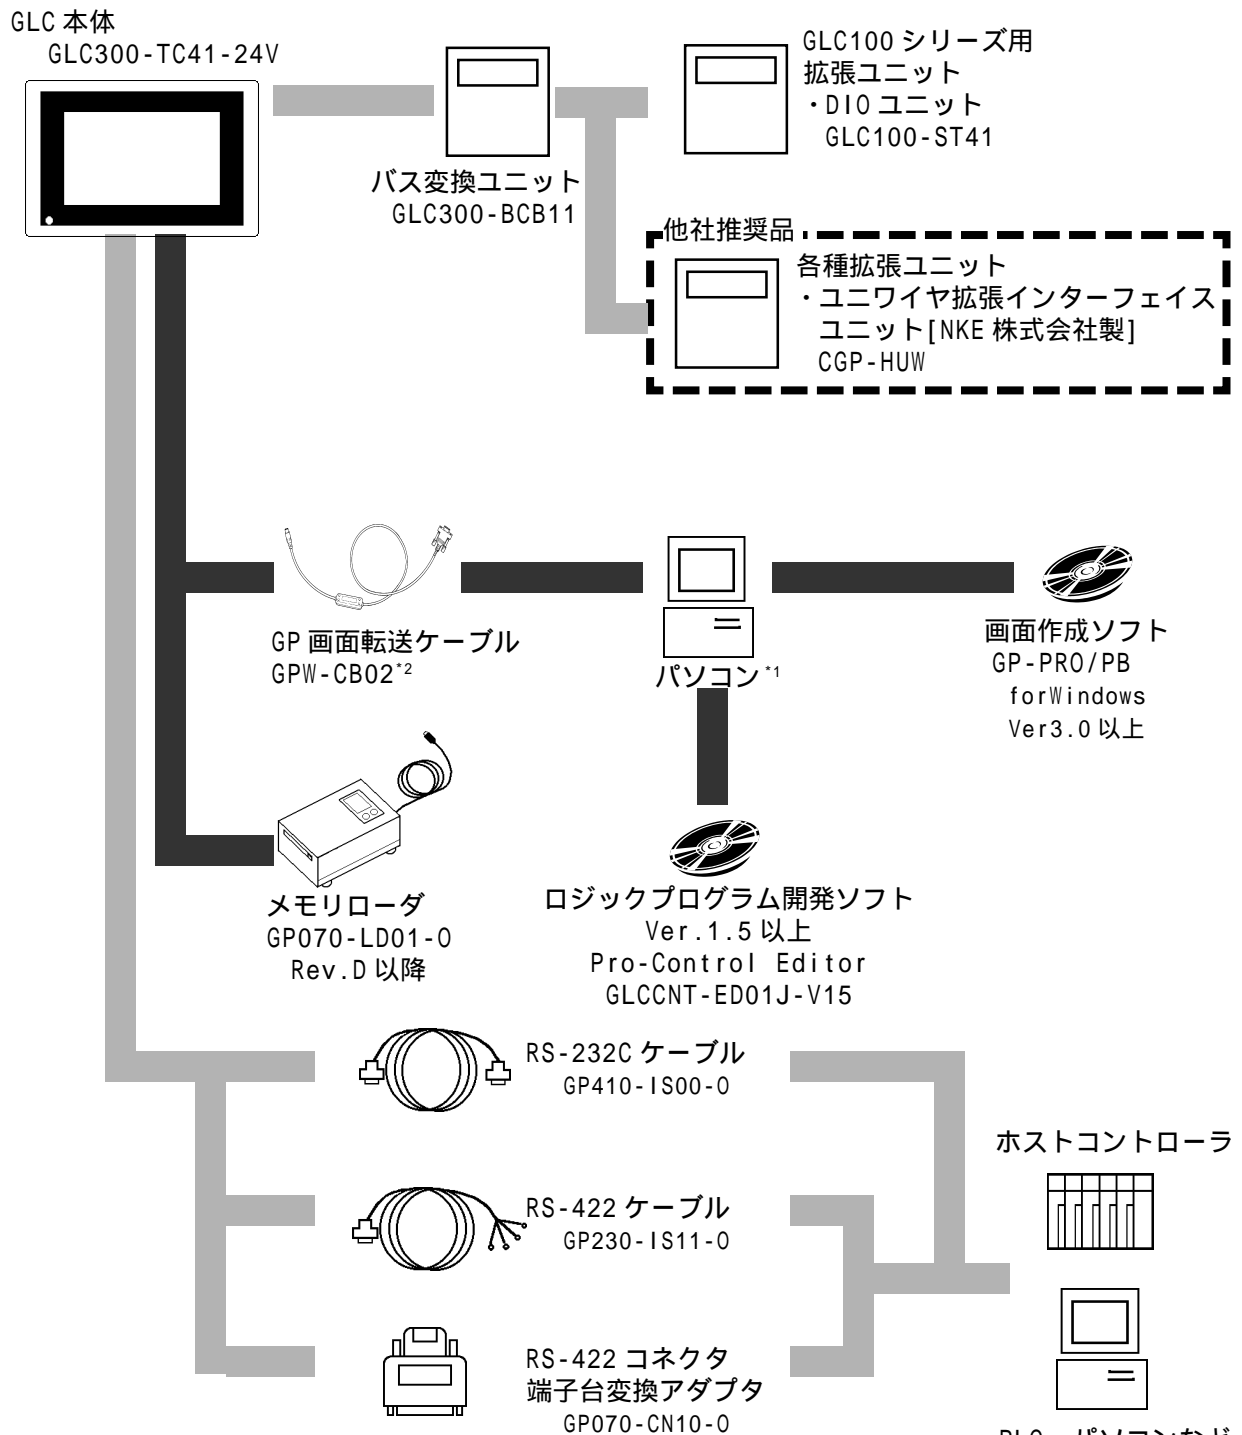 GLC 本体
GLC300-TC41-24V
バス変換ユニット
GLC300-BCB11
GLC100 シリーズ用
拡張ユニット
・DIO ユニット
GLC100-ST41
他社推奨品
各種拡張ユニット
・ユニワイヤ拡張インターフェイス
ユニット[NKE 株式会社製]
CGP-HUW
GP 画面転送ケーブル
GPW-CB02*2
パソコン*1
画面作成ソフト
GP-PRO/PB
forWindows
Ver3.0 以上
メモリローダ
GP070-LD01-0
Rev.D 以降
ロジックプログラム開発ソフト
Ver.1.5 以上
Pro-Control Editor
GLCCNT-ED01J-V15
RS-232C ケーブル
GP410-IS00-0
RS-422 ケーブル
GP230-IS11-0
RS-422 コネクタ
端子台変換アダプタ
GP070-CN10-0
ホストコントローラ